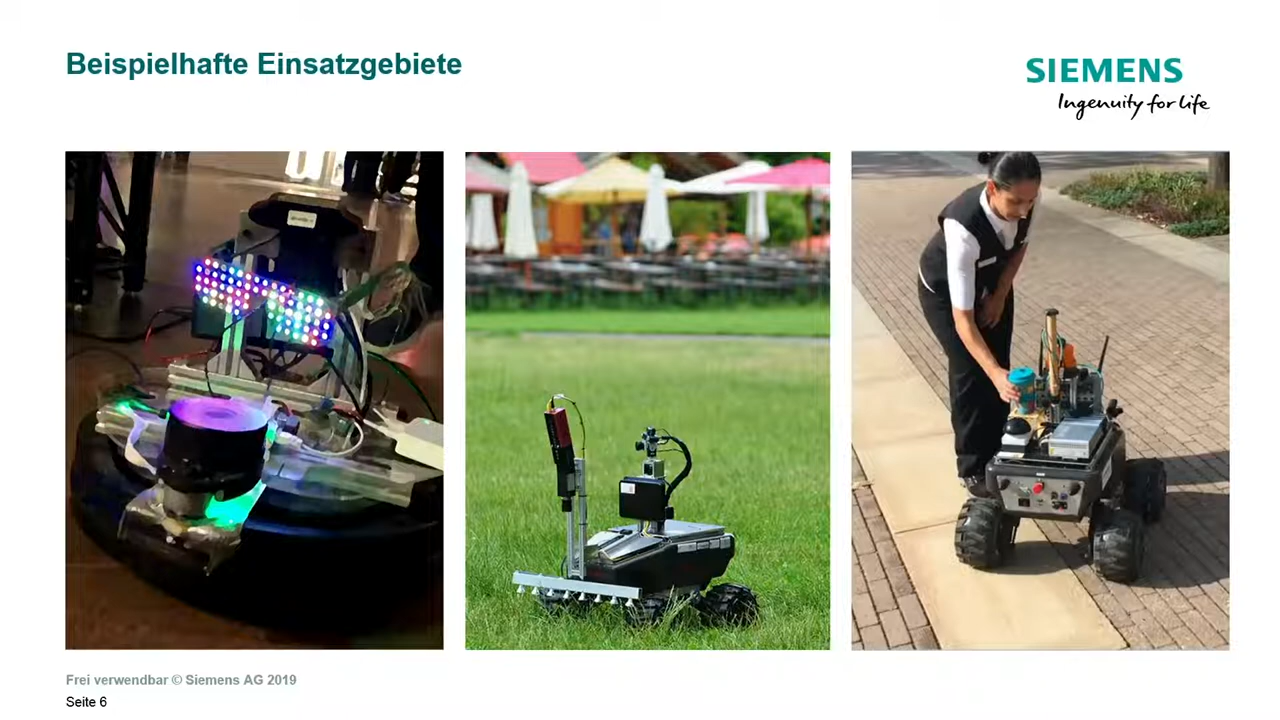 Beispielhafte Einsatzgebiete
SIEMENS
Ingenuity for life
Frei verwendbar © Siemens AG 2019
Seite 6